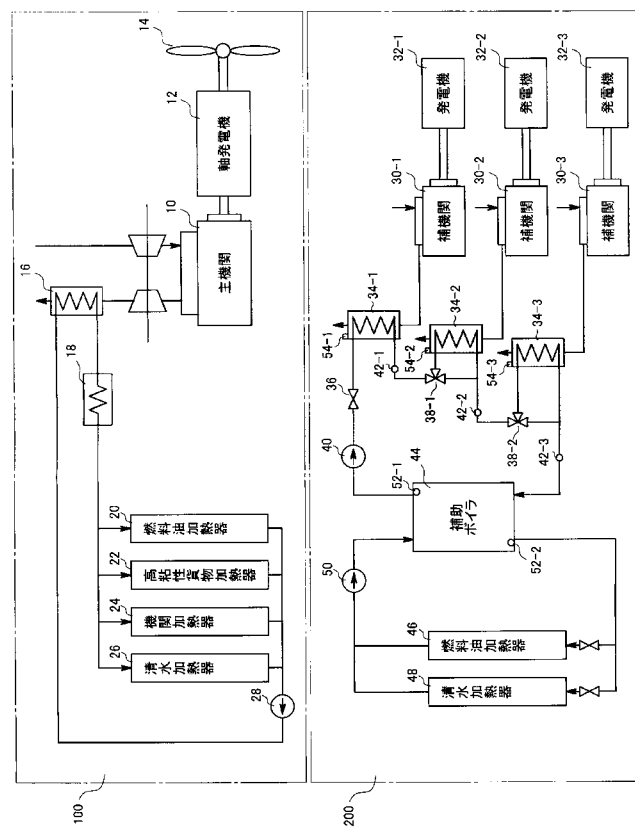 14
12
軸発電機
10
主機関
16
18
20
燃料油加熱器
22
高粘性貨物加熱器
24
機関加熱器
26
清水加熱器
28
100
32-1
発電機
32-2
発電機
32-3
発電機
30-1
補機関
30-2
補機関
30-3
補機関
34-1
34-2
34-3
54-1
54-2
54-3
36
42-1
38-1
42-2
38-2
42-3
40
52-1
44
補助
ボイラ
52-2
50
46
燃料油加熱器
48
清水加熱器
200